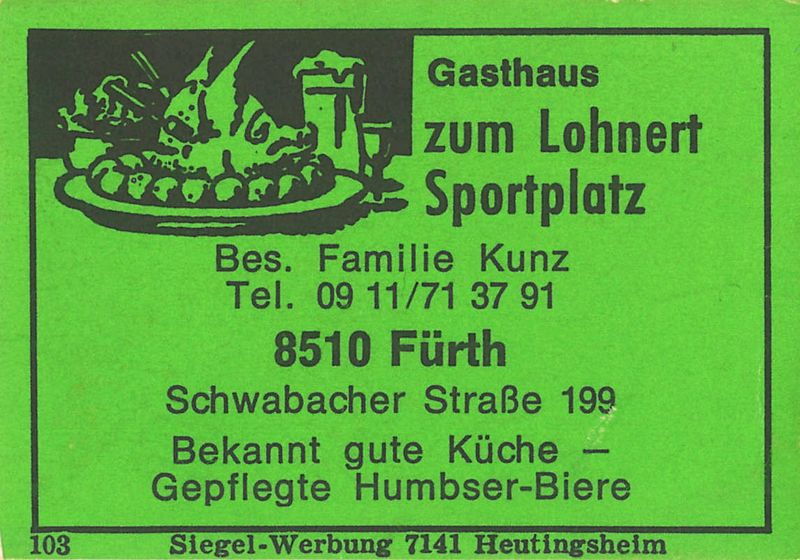 Gasthaus
zum Lohnert
Sportplatz
Bes. Familie Kunz
Tel. 09 11/71 37 91
8510 Fürth
Schwabacher Straße 199
Bekannt gute Küche –
Gepflegte Humbser-Biere
103 Siegel-Werbung 7141 Heutingsheim